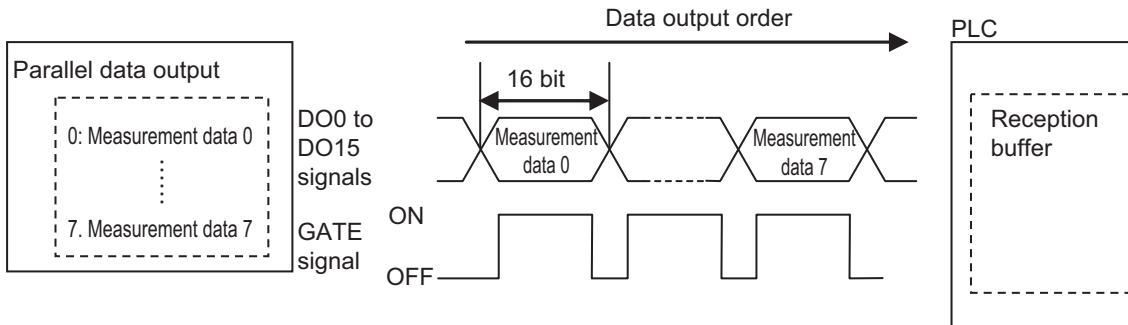 Data output order
PLC
Parallel data output
16 bit
0: Measurement data 0
7. Measurement data 7
DO0 to
DO15
signals
Measurement
data 0
Measurement
data 7
Reception
buffer
GATE
signal
ON
OFF